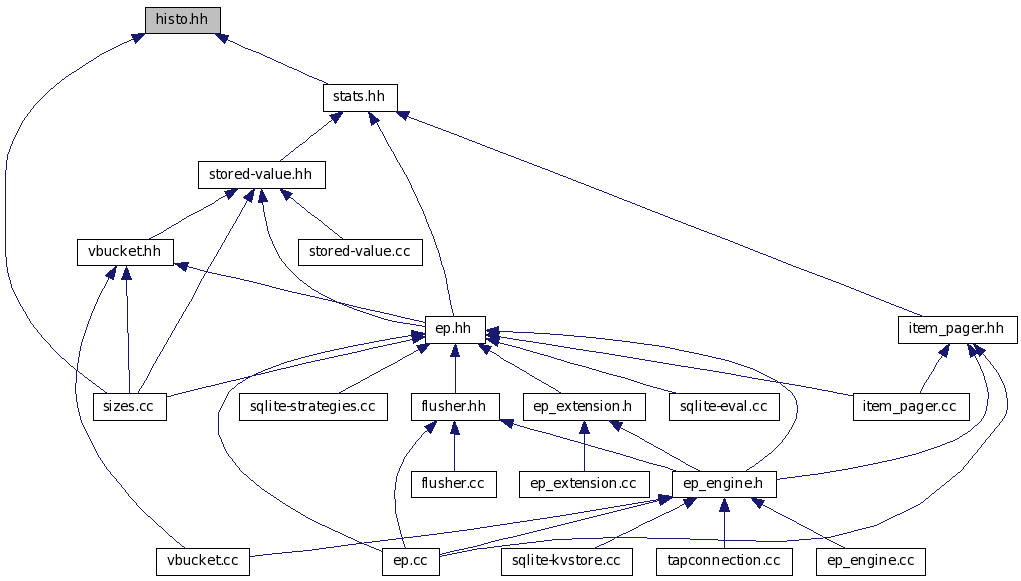 histo.hh
stats.hh
stored-value.hh
vbucket.hh
stored-value.cc
ep.hh
item_pager.hh
sizes.cc
sqlite-strategies.cc
flusher.hh
ep_extension.h
sqlite-eval.cc
item_pager.cc
flusher.cc
ep_extension.cc
ep_engine.h
vbucket.cc
ep.cc
sqlite-kvstore.cc
tapconnection.cc
ep_engine.cc